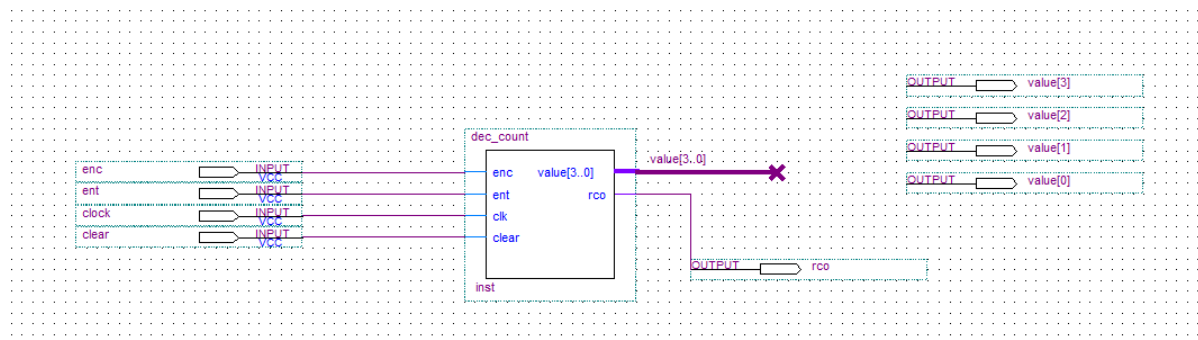 OUTPUT value[3]
OUTPUT value[2]
dec_count
OUTPUT value[1]
value[3..0]
enc INPUT VCC
enc value[3..0]
OUTPUT value[0]
ent INPUT VCC
ent rco
clock INPUT VCC
clk
clear INPUT VCC
clear
OUTPUT rco
inst